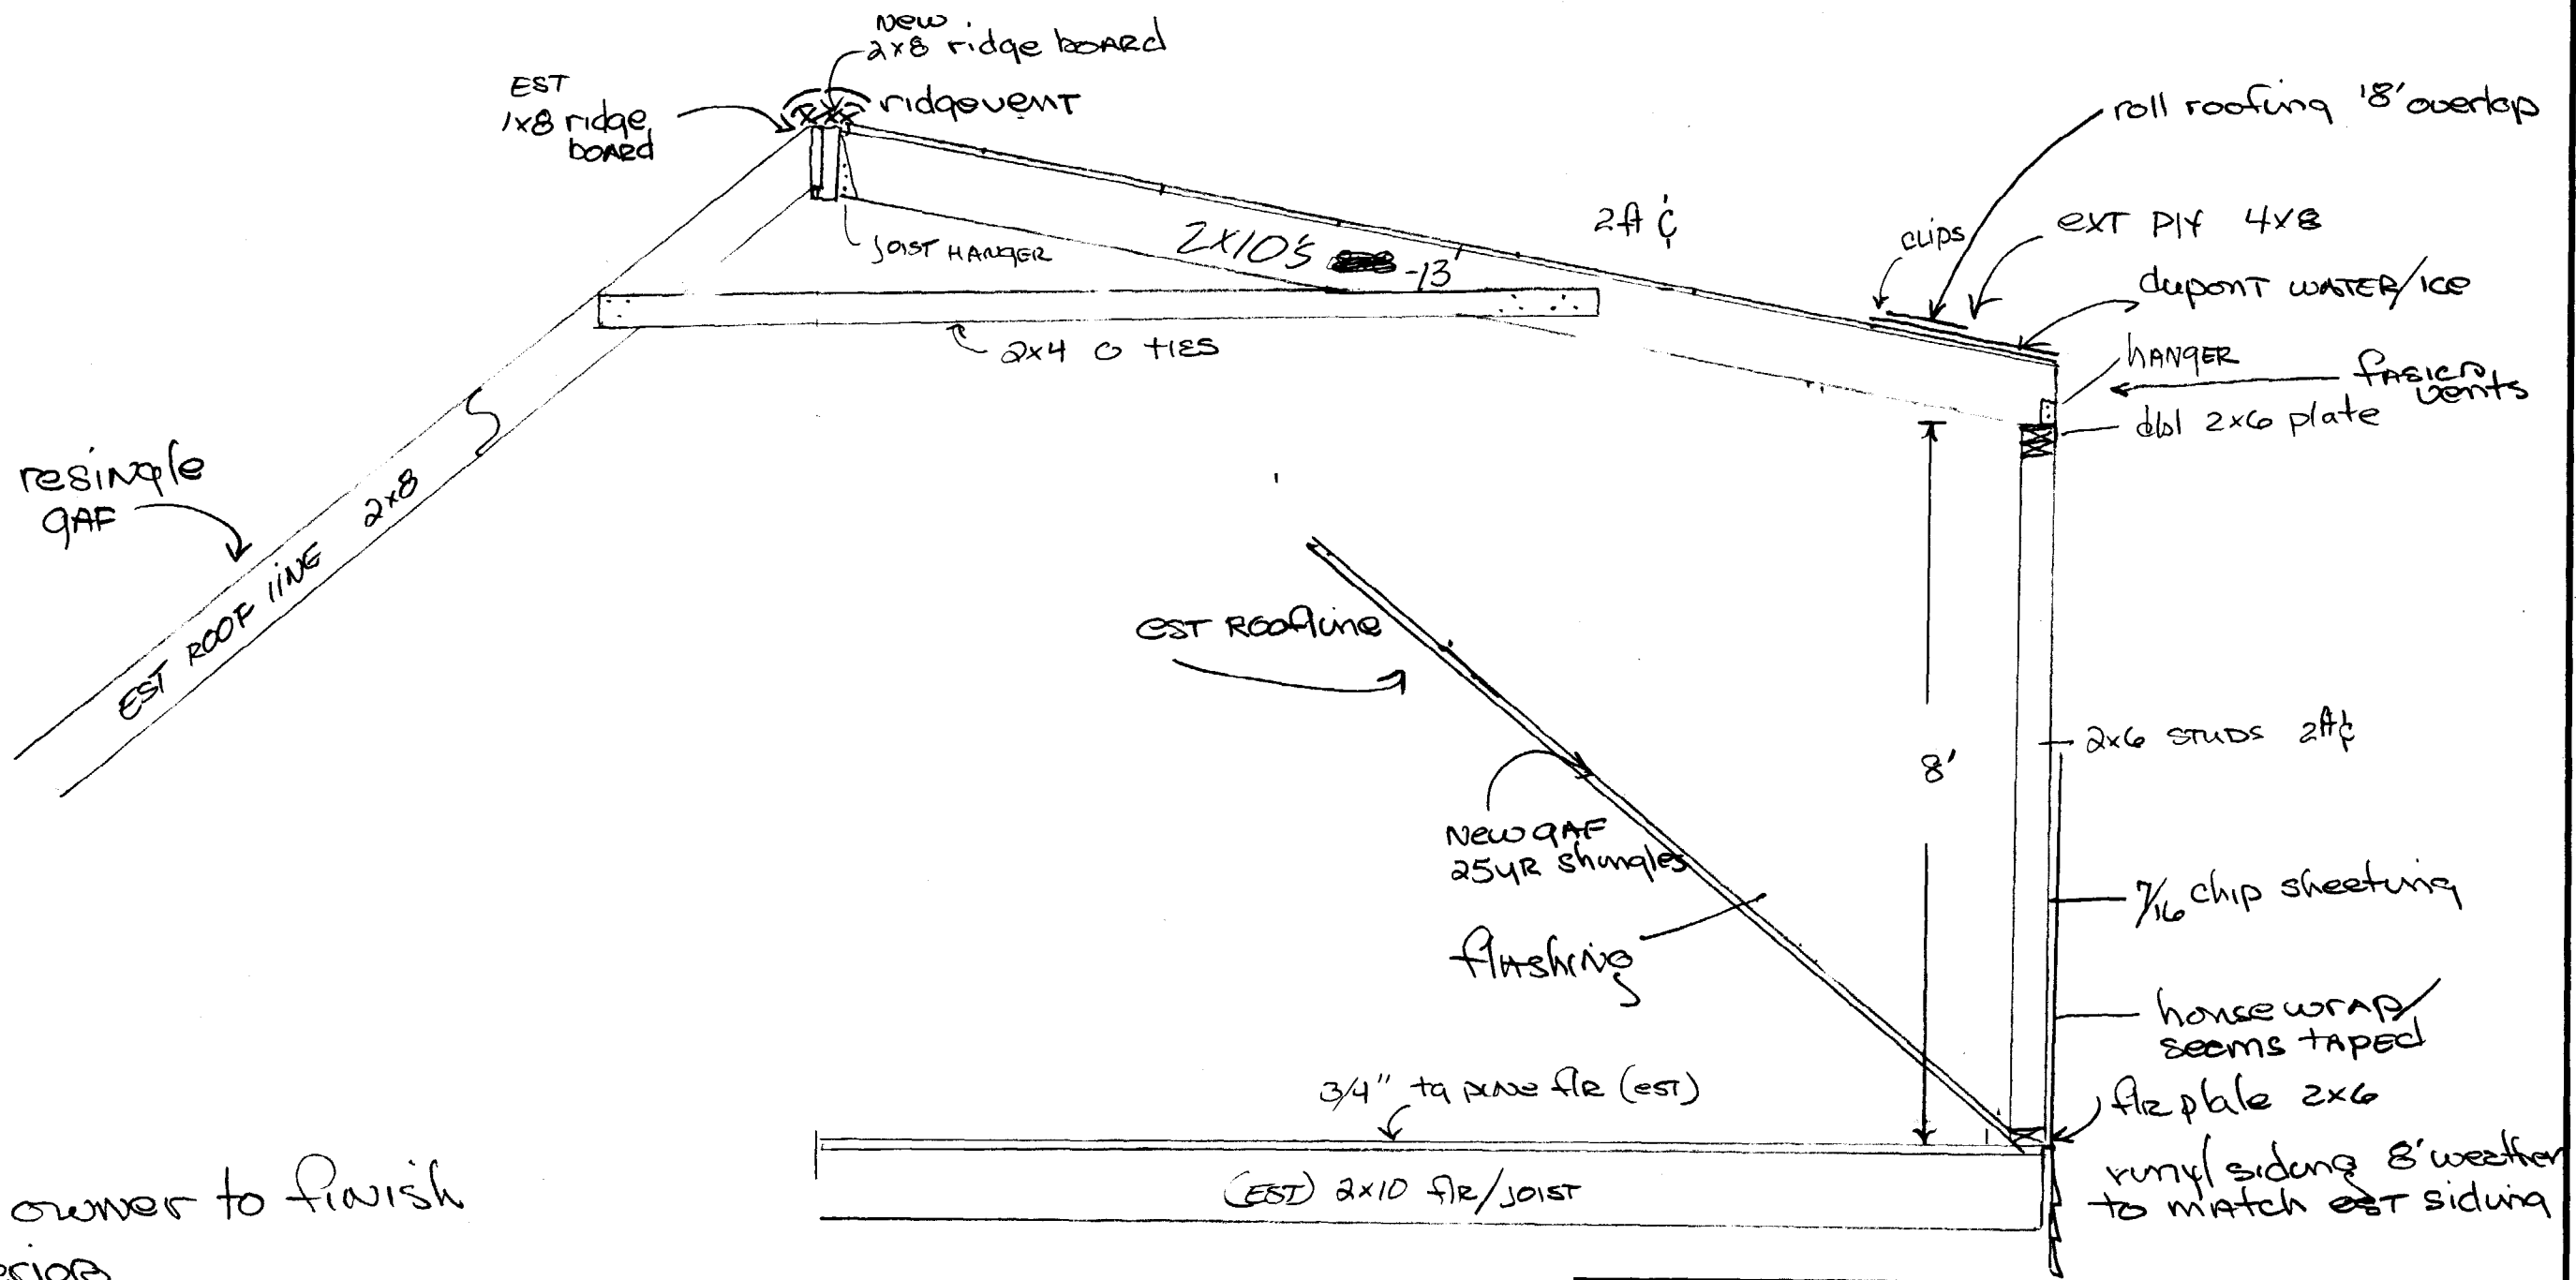 New
2x8 ridge board
EST
1x8 ridge
board
ridgevent
roll roofing '8' overlap
2ft ¢
clips
ext ply 4x8
JOIST HANGER
2x10's
-13
dupont WATER/ICE
2x4 c TIES
HANGER
fascia
vents
dbl 2x6 plate
resingle
GAF
EST ROOF liNE 2x8
EST Roofline
8'
2x6 STUDS 2ft¢
New GAF
25YR shingles
7/16 chip sheeting
flashing
housewrap/
seems TAPEd
3/4" tg pine flr (est)
flr plate 2x6
(EST) 2x10 flr/JOIST
vinyl siding 8' weather
to match EST siding
owner to finish